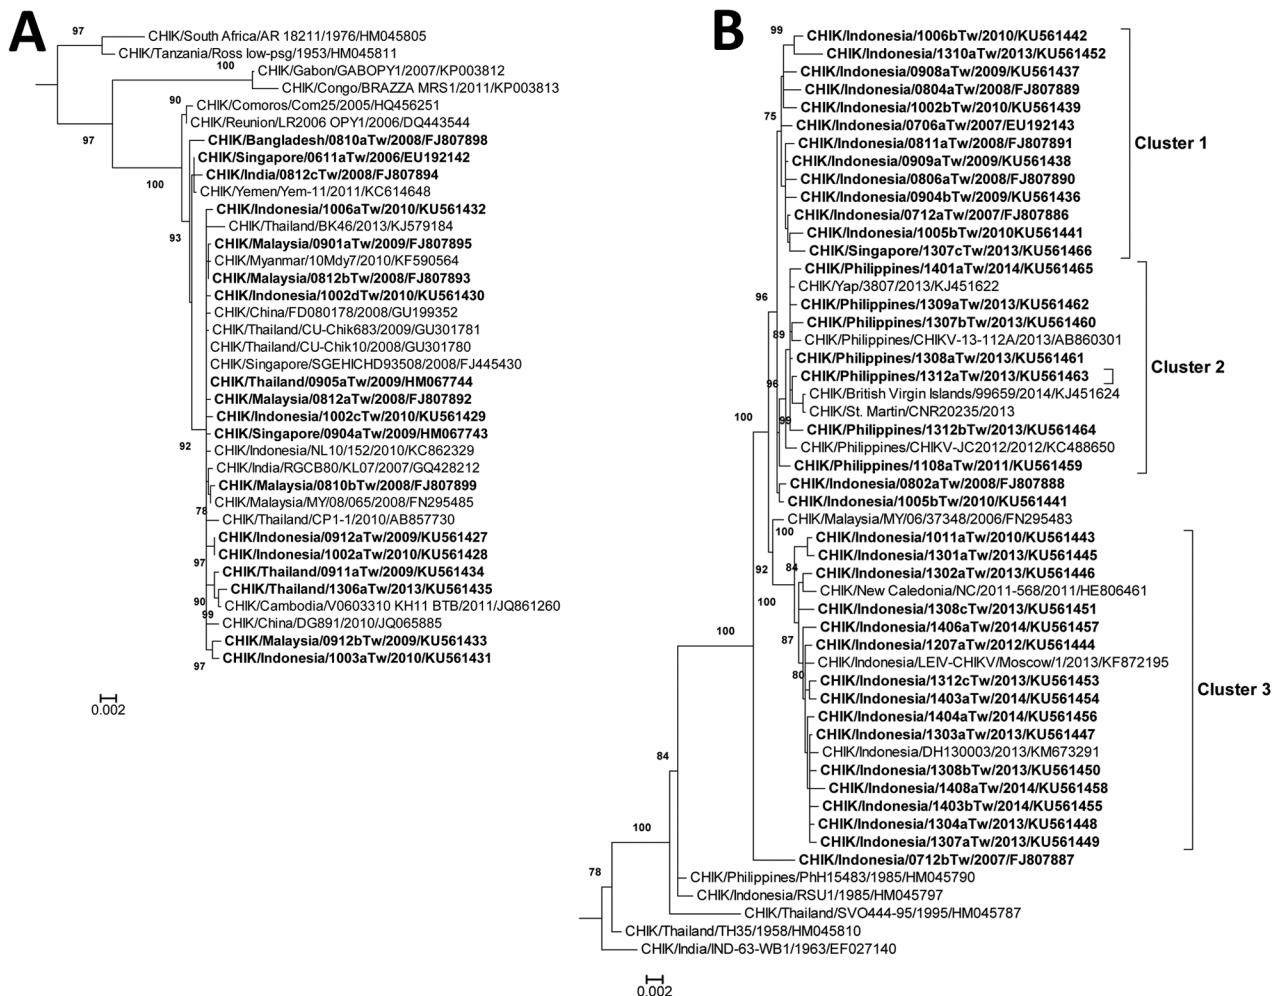 A
97
CHIK/South Africa/AR 18211/1976/HM045805
CHIK/Tanzania/Ross low-psg/1953/HM045811
100
CHIK/Gabon/GABOPY1/2007/KP003812
CHIK/Congo/BRAZZA MRS1/2011/KP003813
90
CHIK/Comoros/Com25/2005/HQ456251
CHIK/Reunion/LR2006 OPY1/2006/DQ443544
97
CHIK/Bangladesh/0810aTw/2008/FJ807898
CHIK/Singapore/0611aTw/2006/EU192142
CHIK/India/0812cTw/2008/FJ807894
100
CHIK/Yemen/Yem-11/2011/KC614648
CHIK/Indonesia/1006aTw/2010/KU561432
CHIK/Thailand/BK46/2013/KJ579184
93
CHIK/Malaysia/0901aTw/2009/FJ807895
CHIK/Myanmar/10Mdy7/2010/KF590564
CHIK/Malaysia/0812bTw/2008/FJ807893
CHIK/Indonesia/1002dTw/2010/KU561430
CHIK/China/FD080178/2008/GU199352
CHIK/Thailand/CU-Chik683/2009/GU301781
CHIK/Thailand/CU-Chik10/2008/GU301780
CHIK/Singapore/SGEHICHD93508/2008/FJ445430
CHIK/Thailand/0905aTw/2009/HM067744
CHIK/Malaysia/0812aTw/2008/FJ807892
CHIK/Indonesia/1002cTw/2010/KU561429
CHIK/Singapore/0904aTw/2009/HM067743
92
CHIK/Indonesia/NL10/152/2010/KC862329
CHIK/India/RGCB80/KL07/2007/GQ428212
CHIK/Malaysia/0810bTw/2008/FJ807899
CHIK/Malaysia/MY/08/065/2008/FN295485
78
CHIK/Thailand/CP1-1/2010/AB857730
CHIK/Indonesia/0912aTw/2009/KU561427
CHIK/Indonesia/1002aTw/2010/KU561428
97
CHIK/Thailand/0911aTw/2009/KU561434
CHIK/Thailand/1306aTw/2013/KU561435
90
CHIK/Cambodia/V0603310 KH11 BTB/2011/JQ861260
99
CHIK/China/DG891/2010/JQ065885
CHIK/Malaysia/0912bTw/2009/KU561433
CHIK/Indonesia/1003aTw/2010/KU561431
97
0.002
B
99
CHIK/Indonesia/1006bTw/2010/KU561442
CHIK/Indonesia/1310aTw/2013/KU561452
CHIK/Indonesia/0908aTw/2009/KU561437
CHIK/Indonesia/0804aTw/2008/FJ807889
CHIK/Indonesia/1002bTw/2010/KU561439
75
CHIK/Indonesia/0706aTw/2007/EU192143
CHIK/Indonesia/0811aTw/2008/FJ807891
Cluster 1
CHIK/Indonesia/0909aTw/2009/KU561438
CHIK/Indonesia/0806aTw/2008/FJ807890
CHIK/Indonesia/0904bTw/2009/KU561436
CHIK/Indonesia/0712aTw/2007/FJ807886
CHIK/Indonesia/1005bTw/2010KU561441
CHIK/Singapore/1307cTw/2013/KU561466
CHIK/Philippines/1401aTw/2014/KU561465
CHIK/Yap/3807/2013/KJ451622
96
CHIK/Philippines/1309aTw/2013/KU561462
CHIK/Philippines/1307bTw/2013/KU561460
89
CHIK/Philippines/CHIKV-13-112A/2013/AB860301
CHIK/Philippines/1308aTw/2013/KU561461
Cluster 2
CHIK/Philippines/1312aTw/2013/KU561463
96
CHIK/British Virgin Islands/99659/2014/KJ451624
CHIK/St. Martin/CNR20235/2013
100
99
CHIK/Philippines/1312bTw/2013/KU561464
CHIK/Philippines/CHIKV-JC2012/2012/KC488650
CHIK/Philippines/1108aTw/2011/KU561459
CHIK/Indonesia/0802aTw/2008/FJ807888
CHIK/Indonesia/1005bTw/2010/KU561441
CHIK/Malaysia/MY/06/37348/2006/FN295483
100
CHIK/Indonesia/1011aTw/2010/KU561443
CHIK/Indonesia/1301aTw/2013/KU561445
92
84
CHIK/Indonesia/1302aTw/2013/KU561446
CHIK/New Caledonia/NC/2011-568/2011/HE806461
100
CHIK/Indonesia/1308cTw/2013/KU561451
CHIK/Indonesia/1406aTw/2014/KU561457
100
87
CHIK/Indonesia/1207aTw/2012/KU561444
CHIK/Indonesia/LEIV-CHIKV/Moscow/1/2013/KF872195
80
CHIK/Indonesia/1312cTw/2013/KU561453
Cluster 3
CHIK/Indonesia/1403aTw/2014/KU561454
CHIK/Indonesia/1404aTw/2014/KU561456
CHIK/Indonesia/1303aTw/2013/KU561447
84
CHIK/Indonesia/DH130003/2013/KM673291
CHIK/Indonesia/1308bTw/2013/KU561450
CHIK/Indonesia/1408aTw/2014/KU561458
CHIK/Indonesia/1403bTw/2014/KU561455
100
CHIK/Indonesia/1304aTw/2013/KU561448
CHIK/Indonesia/1307aTw/2013/KU561449
CHIK/Indonesia/0712bTw/2007/FJ807887
78
CHIK/Philippines/PhH15483/1985/HM045790
CHIK/Indonesia/RSU1/1985/HM045797
CHIK/Thailand/SVO444-95/1995/HM045787
CHIK/Thailand/TH35/1958/HM045810
CHIK/India/IND-63-WB1/1963/EF027140
0.002